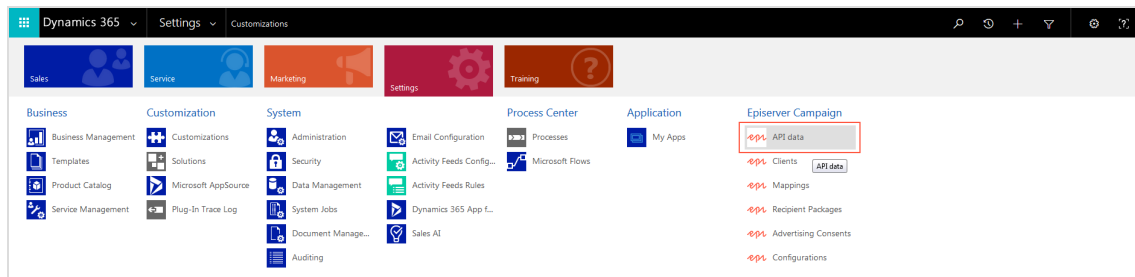 Dynamics 365 Settings Customizations
Sales Service Marketing Settings Training
Business Customization System Process Center Application Episerver Campaign
Business Management Customizations Administration Email Configuration Processes My Apps API data
Templates Solutions Security Activity Feeds Config... Microsoft Flows Clients API data
Product Catalog Microsoft AppSource Data Management Activity Feeds Rules Mappings
Service Management Plug-In Trace Log System Jobs Dynamics 365 App f... Recipient Packages
Document Manage... Sales AI Advertising Consents
Auditing Configurations